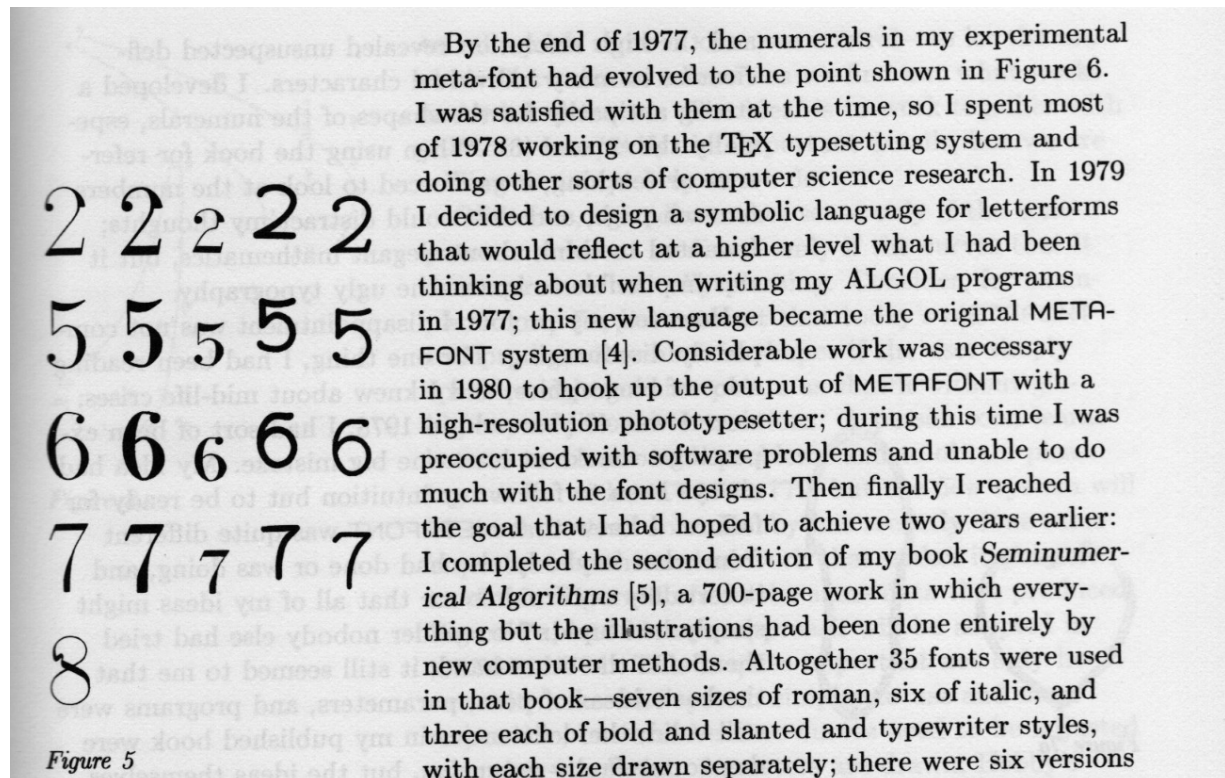 2 2 2 2 2
5 5 5 5 5
6 6 6 6 6
7 7 7 7 7
8
Figure 5
By the end of 1977, the numerals in my experimental
meta-font had evolved to the point shown in Figure 6.
I was satisfied with them at the time, so I spent most
of 1978 working on the TEX typesetting system and
doing other sorts of computer science research. In 1979
I decided to design a symbolic language for letterforms
that would reflect at a higher level what I had been
thinking about when writing my ALGOL programs
in 1977; this new language became the original META-
FONT system [4]. Considerable work was necessary
in 1980 to hook up the output of METAFONT with a
high-resolution phototypesetter; during this time I was
preoccupied with software problems and unable to do
much with the font designs. Then finally I reached
the goal that I had hoped to achieve two years earlier:
I completed the second edition of my book Seminumer-
ical Algorithms [5], a 700-page work in which every-
thing but the illustrations had been done entirely by
new computer methods. Altogether 35 fonts were used
in that book—seven sizes of roman, six of italic, and
three each of bold and slanted and typewriter styles,
with each size drawn separately; there were six versions